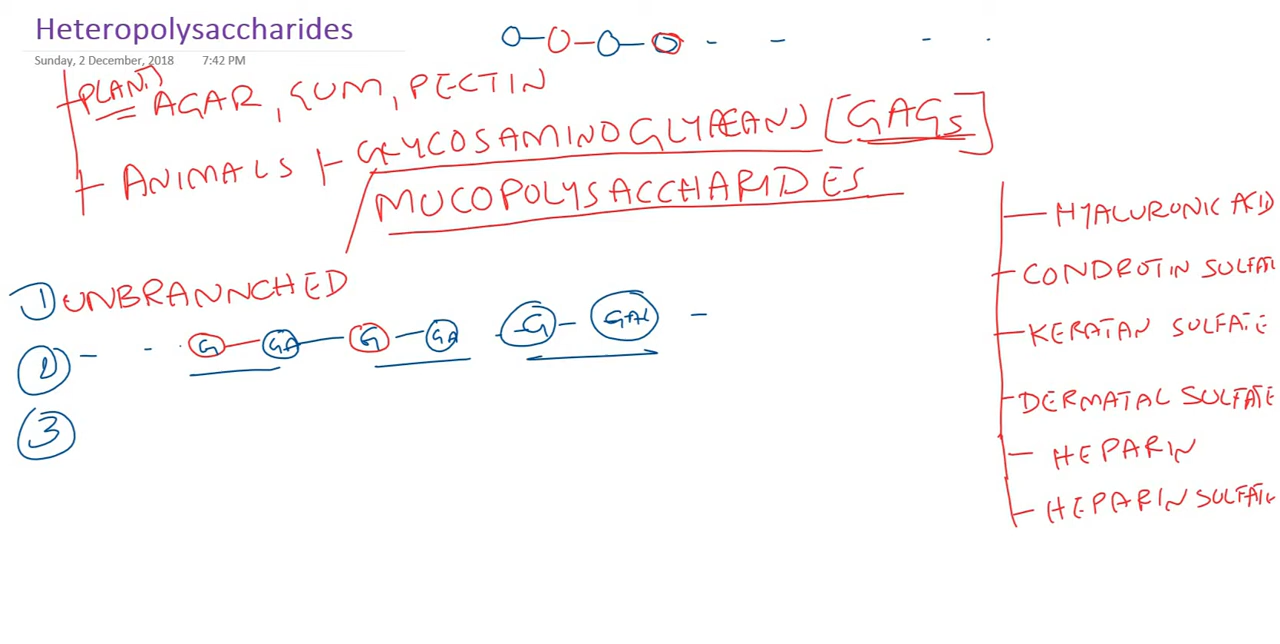 Heteropolysaccharides
Sunday, 2 December, 2018 7:42 PM
PLANT) AGAR, GUM, PECTIN
ANIMALS GLYCOSAMINOGLYCANS [GAGs]
MUCOPOLYSACCHARIDES
HYALURONIC ACID
CONDROTIN SULFATE
KERATAN SULFATE
DERMATAL SULFATE
HEPARIN
HEPARIN SULFATE
1) UNBRANNCHED
2 G GA G GA G GAL
3